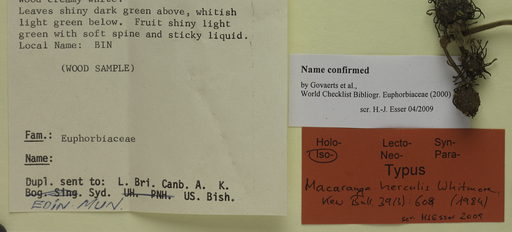 Wood creamy white.
Leaves shiny dark green above, whitish
light green below. Fruit shiny light
green with soft spine and sticky liquid.
Local Name: BIN
(WOOD SAMPLE)
Fam.: Euphorbiaceae
Name:
Dupl. sent to: L. Bri. Canb. A. K.
Bog. Sing. Syd. UH. PNH. US. Bish.
EDIN MUN.
Name confirmed
by Govaerts et al.,
World Checklist Bibliogr. Euphorbiaceae (2000)
scr. H.-J. Esser 04/2009
Holo- Lecto- Syn-
Iso- Neo- Para-
Typus
Macaranga herculis Whitmore
Kew Bull. 39(3): 608 (1984)
scr. HJEsser 2009